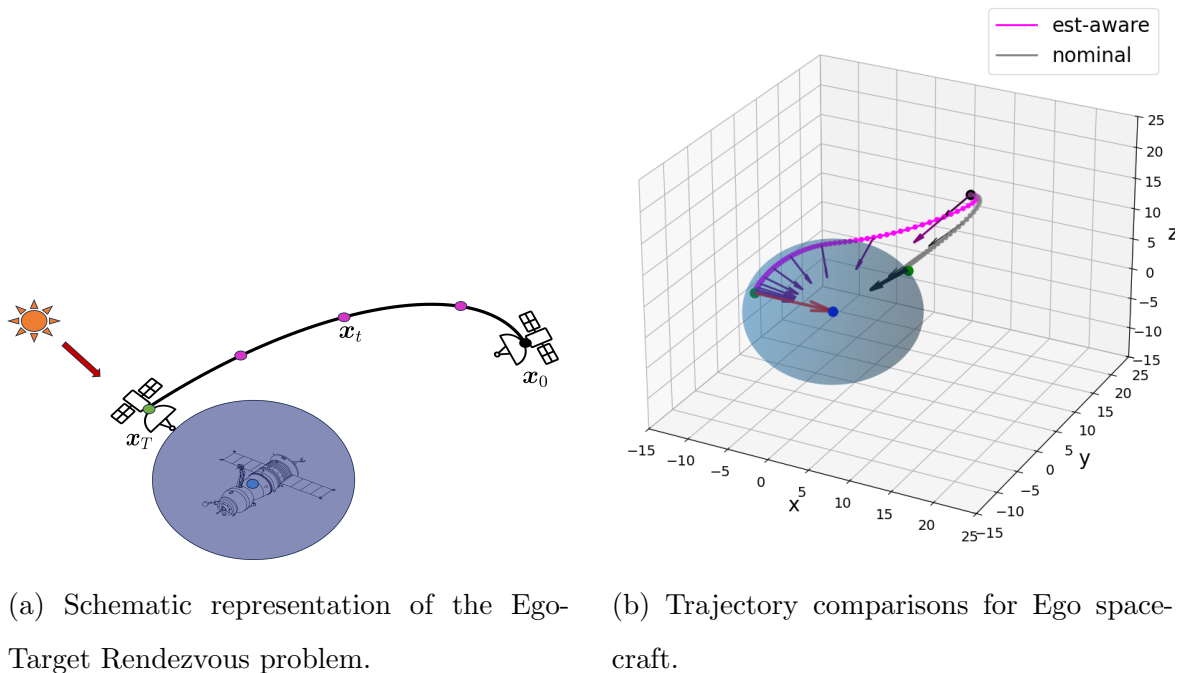 x_t
x_0
x_T
est-aware
nominal
25
20
15
10
5
0
−5
−10
−15
z
−15
−10
−5
0
5
10
15
20
25
x
−15
−10
−5
0
5
10
15
20
25
y
(a) Schematic representation of the Ego-
Target Rendezvous problem.
(b) Trajectory comparisons for Ego space-
craft.